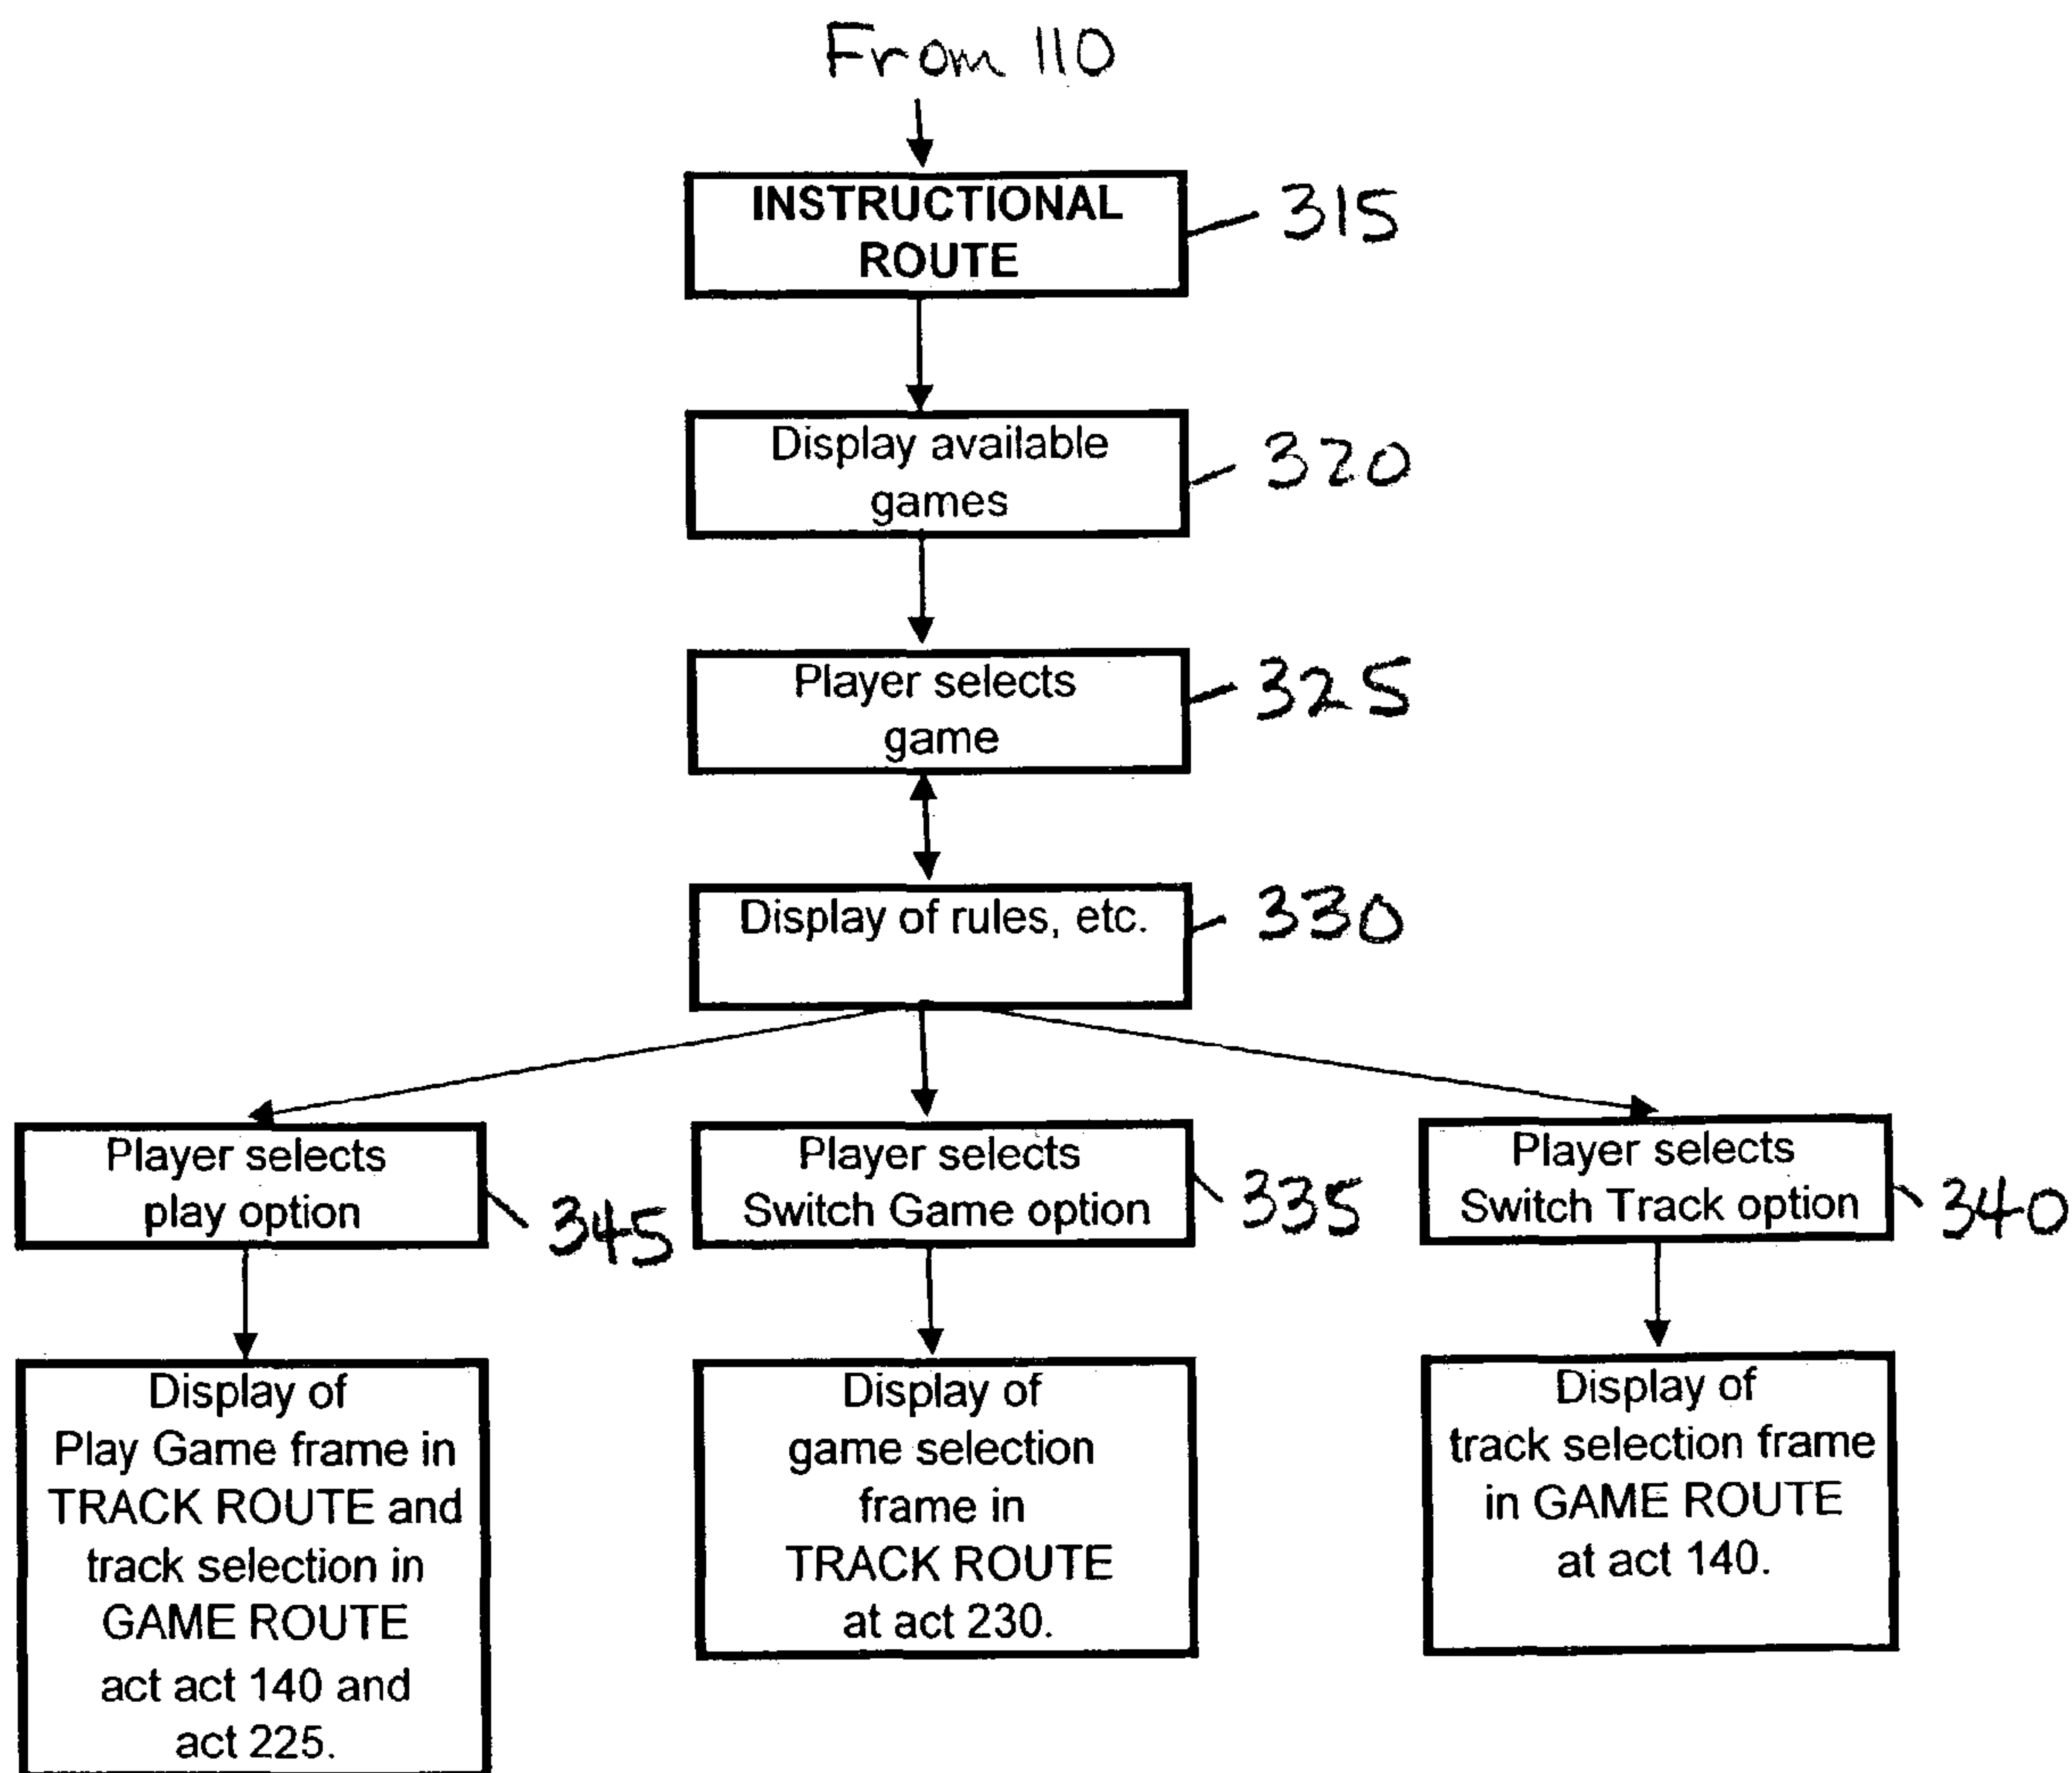 From 110
INSTRUCTIONAL
ROUTE
315
Display available
games
320
Player selects
game
325
Display of rules, etc.
330
Player selects
play option
345
Player selects
Switch Game option
335
Player selects
Switch Track option
340
Display of
Play Game frame in
TRACK ROUTE and
track selection in
GAME ROUTE
act act 140 and
act 225.
Display of
game selection
frame in
TRACK ROUTE
at act 230.
Display of
track selection frame
in GAME ROUTE
at act 140.